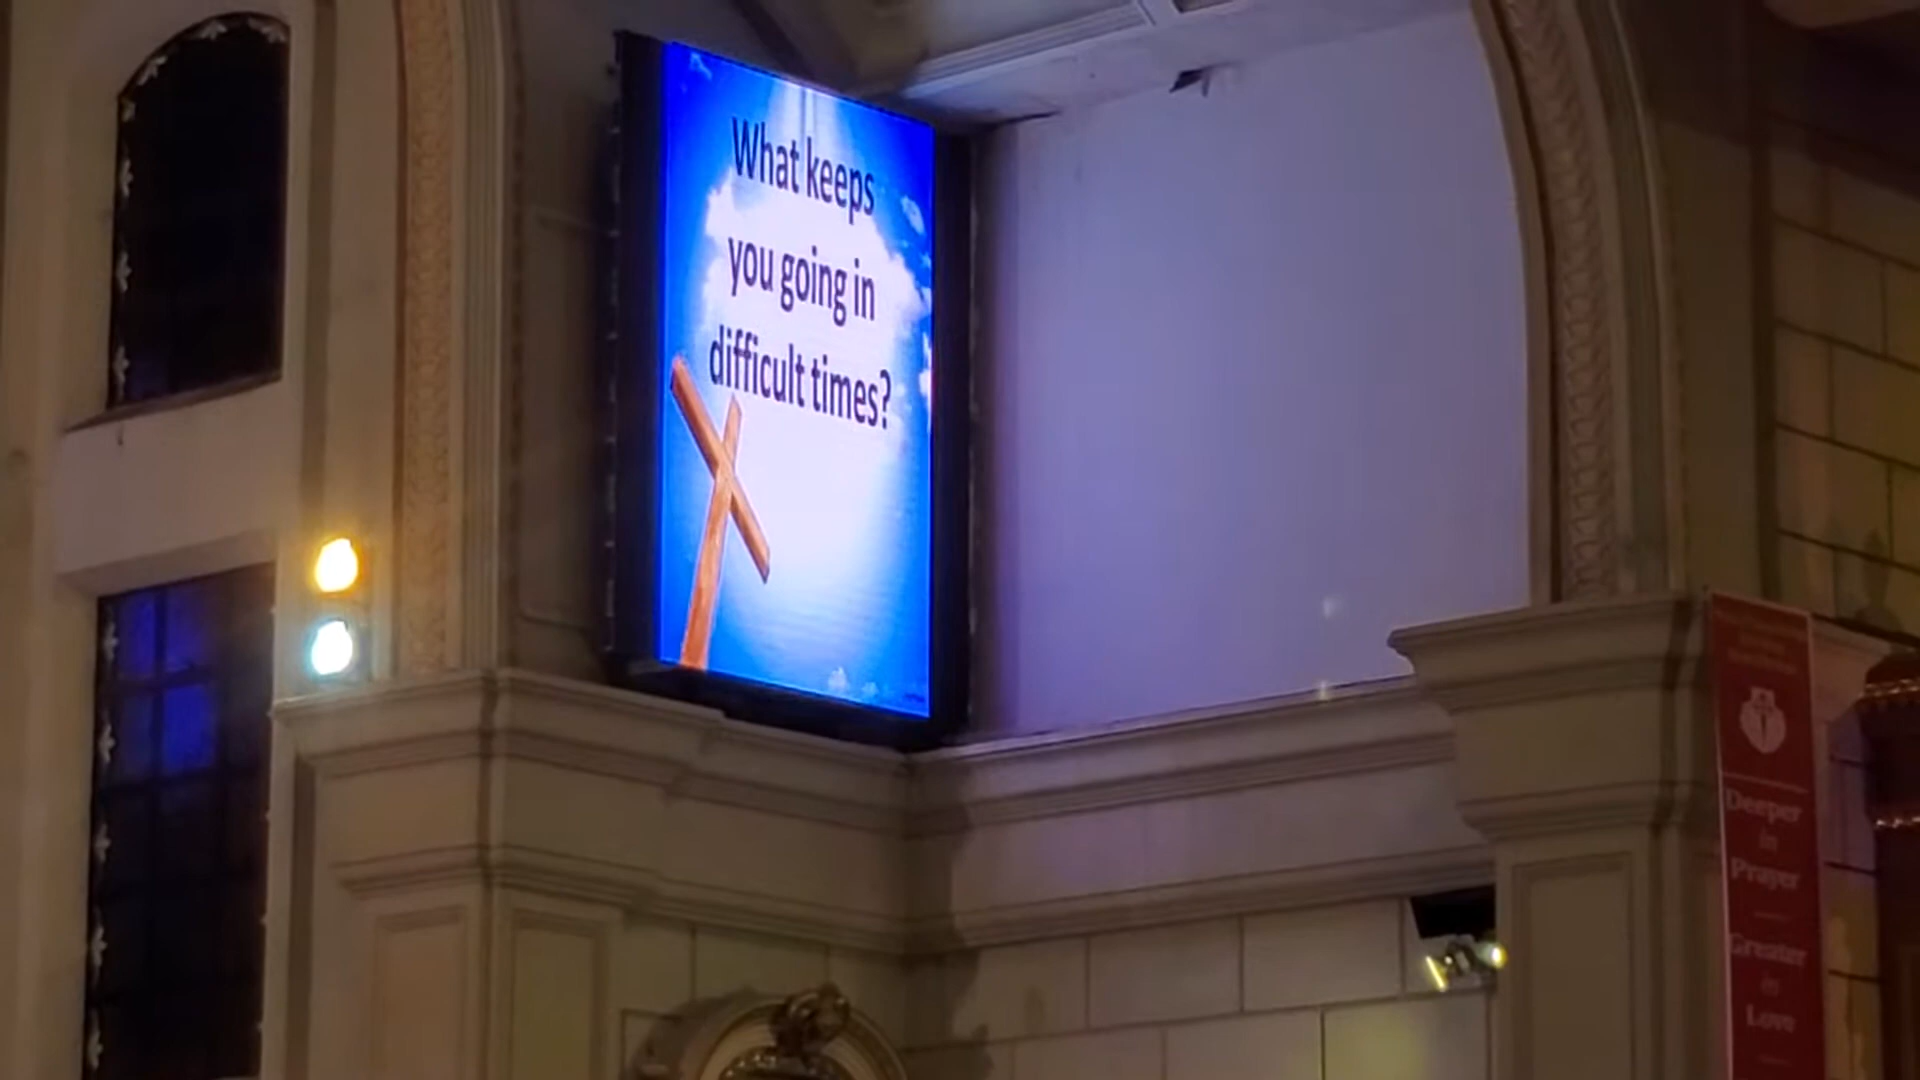 What keeps
you going in
difficult times?
Deeper
in
Prayer
Greater
in
Love